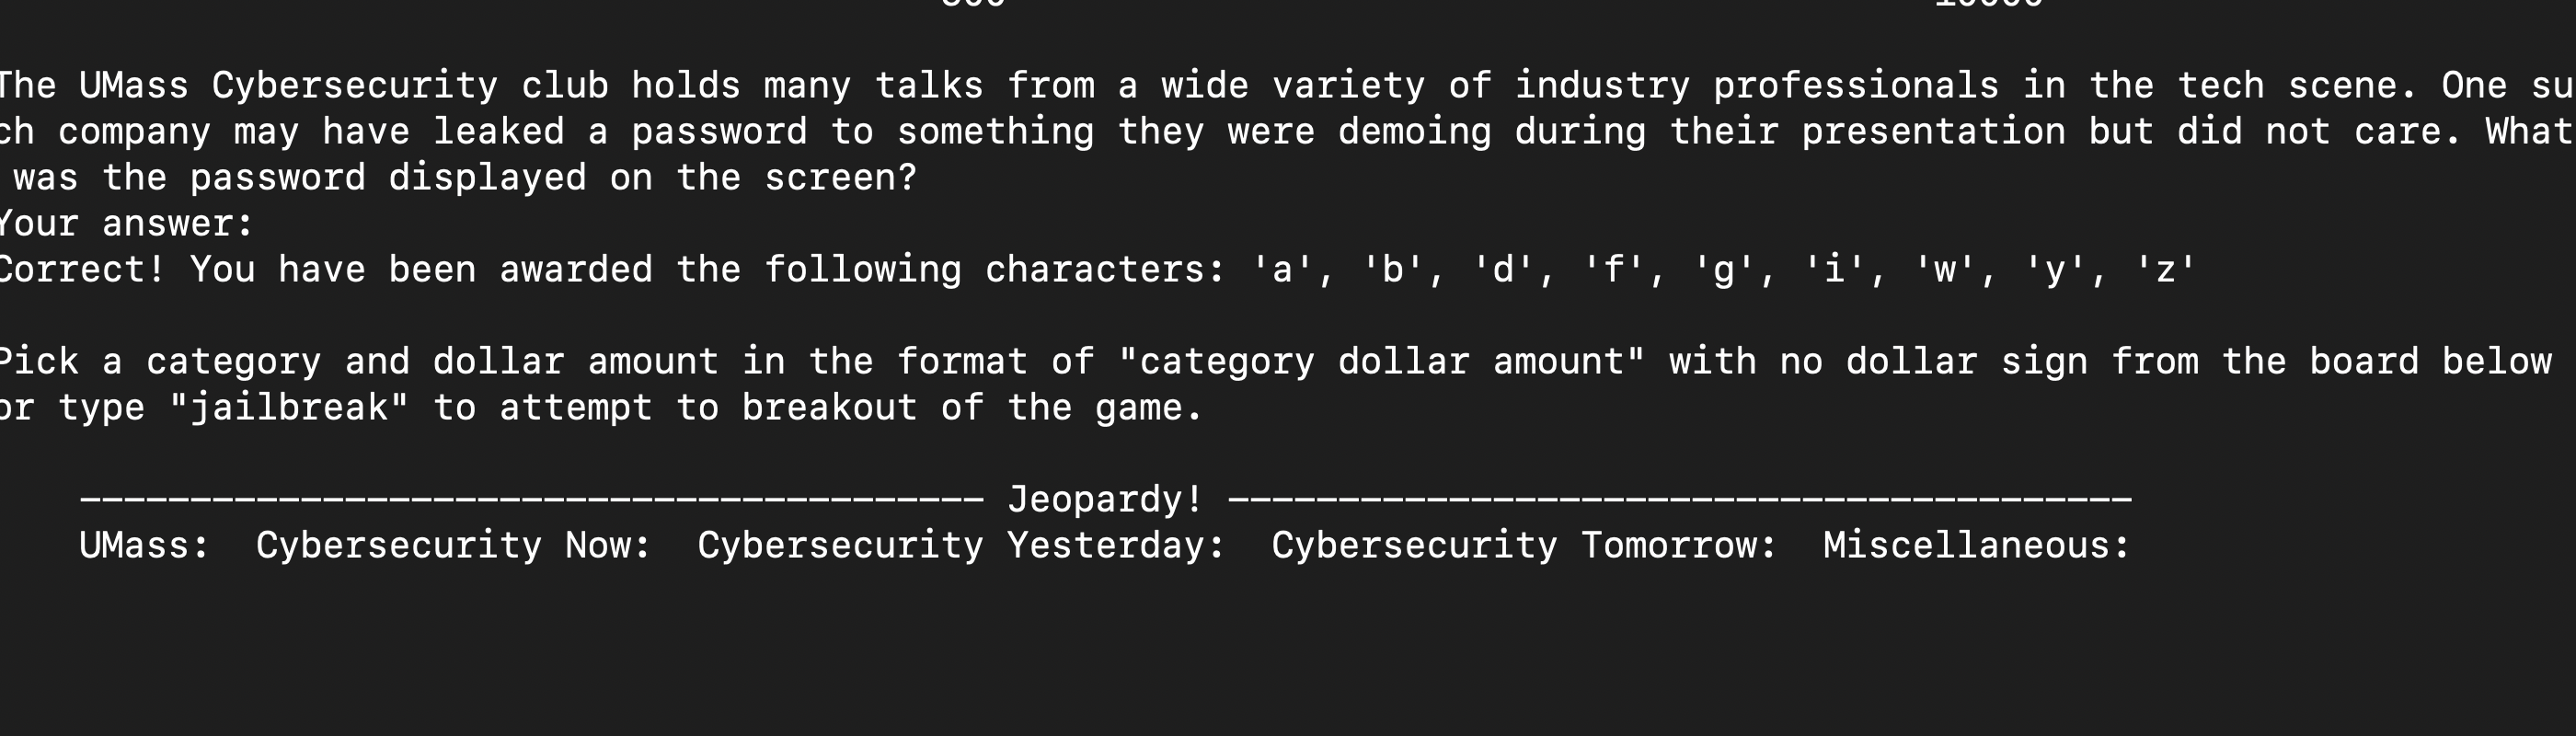 The UMass Cybersecurity club holds many talks from a wide variety of industry professionals in the tech scene. One su
ch company may have leaked a password to something they were demoing during their presentation but did not care. What
was the password displayed on the screen?
Your answer:
Correct! You have been awarded the following characters: 'a', 'b', 'd', 'f', 'g', 'i', 'w', 'y', 'z'
Pick a category and dollar amount in the format of "category dollar amount" with no dollar sign from the board below
or type "jailbreak" to attempt to breakout of the game.
----------------------------------------- Jeopardy! -----------------------------------------
UMass:  Cybersecurity Now:  Cybersecurity Yesterday:  Cybersecurity Tomorrow:  Miscellaneous: